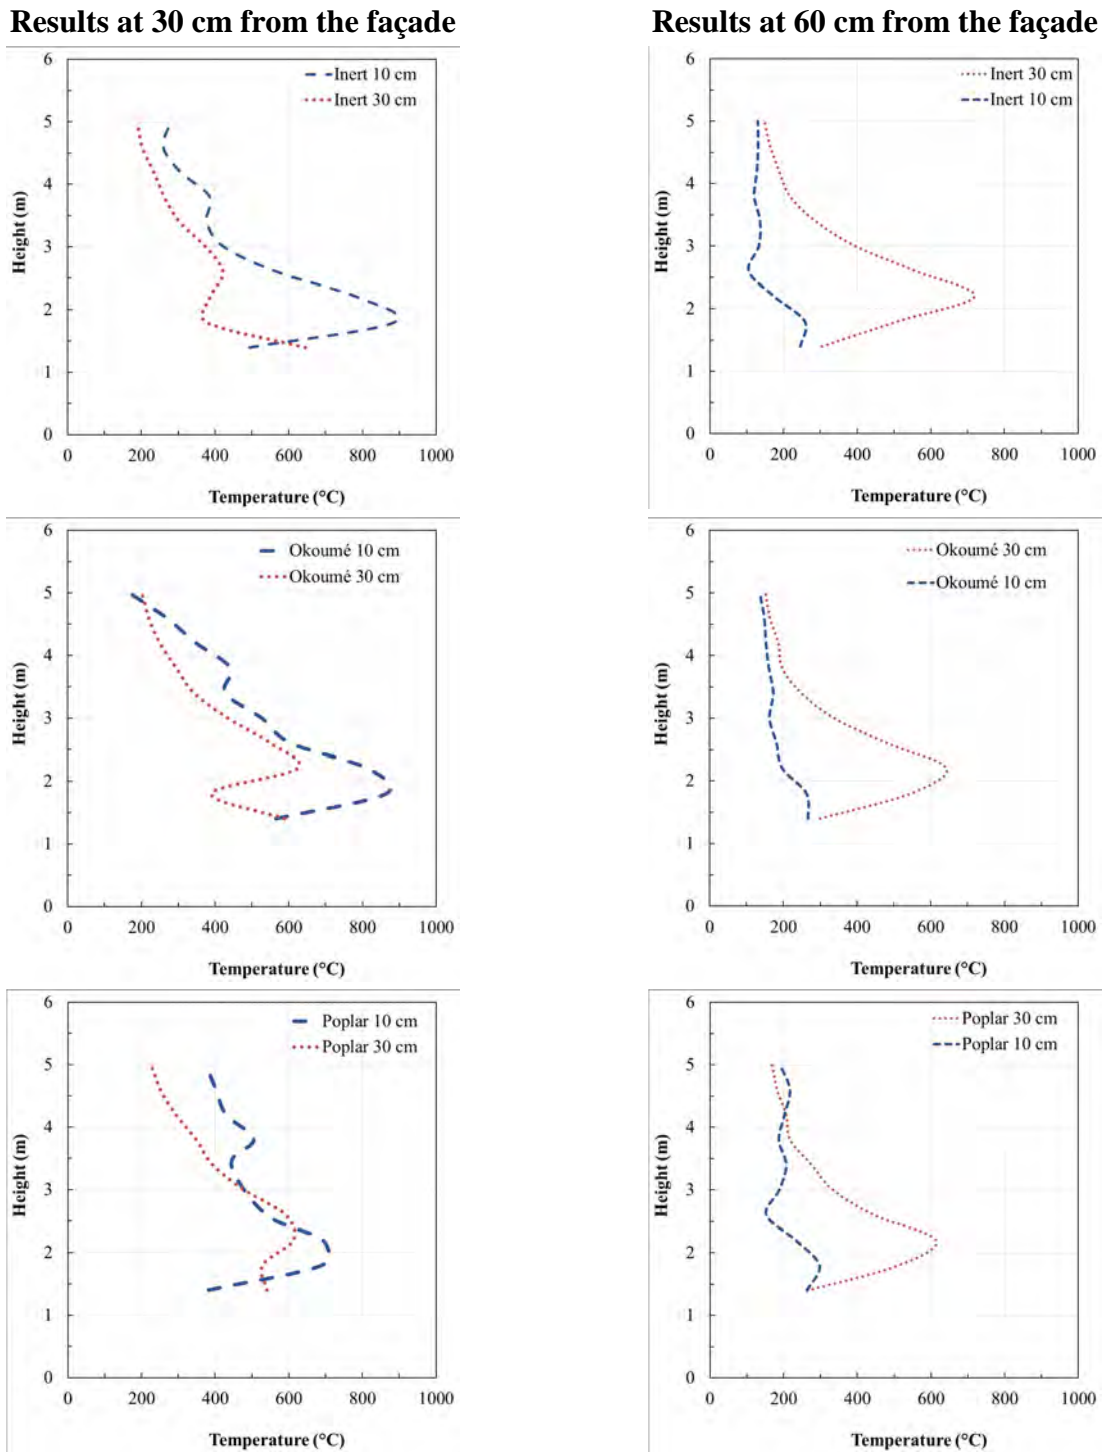 Results at 30 cm from the façade
Results at 60 cm from the façade
6
5
4
3
2
1
0
Height (m)
Inert 10 cm
Inert 30 cm
0 200 400 600 800 1000
Temperature (°C)
6
5
4
3
2
1
0
Height (m)
Inert 30 cm
Inert 10 cm
0 200 400 600 800 1000
Temperature (°C)
6
5
4
3
2
1
0
Height (m)
Okoumé 10 cm
Okoumé 30 cm
0 200 400 600 800 1000
Temperature (°C)
6
5
4
3
2
1
0
Height (m)
Okoumé 30 cm
Okoumé 10 cm
0 200 400 600 800 1000
Temperature (°C)
6
5
4
3
2
1
0
Height (m)
Poplar 10 cm
Poplar 30 cm
0 200 400 600 800 1000
Temperature (°C)
6
5
4
3
2
1
0
Height (m)
Poplar 30 cm
Poplar 10 cm
0 200 400 600 800 1000
Temperature (°C)